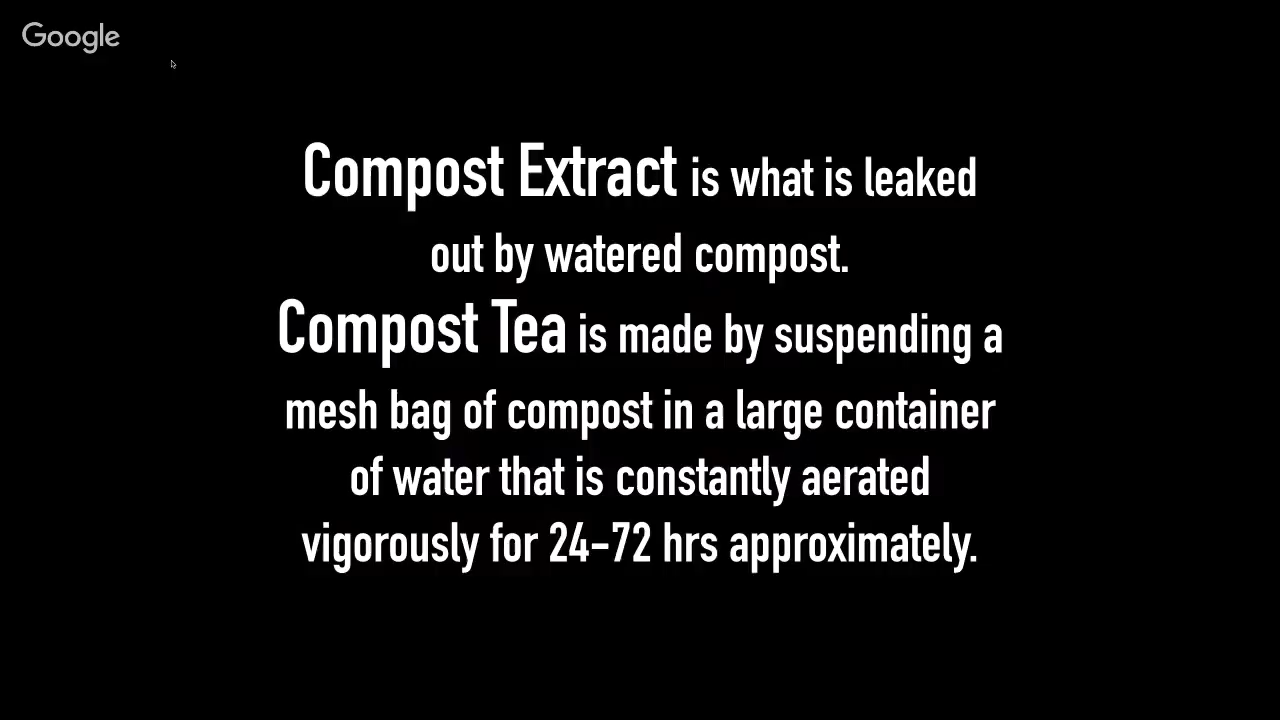 Google
Compost Extract is what is leaked
out by watered compost.
Compost Tea is made by suspending a
mesh bag of compost in a large container
of water that is constantly aerated
vigorously for 24-72 hrs approximately.